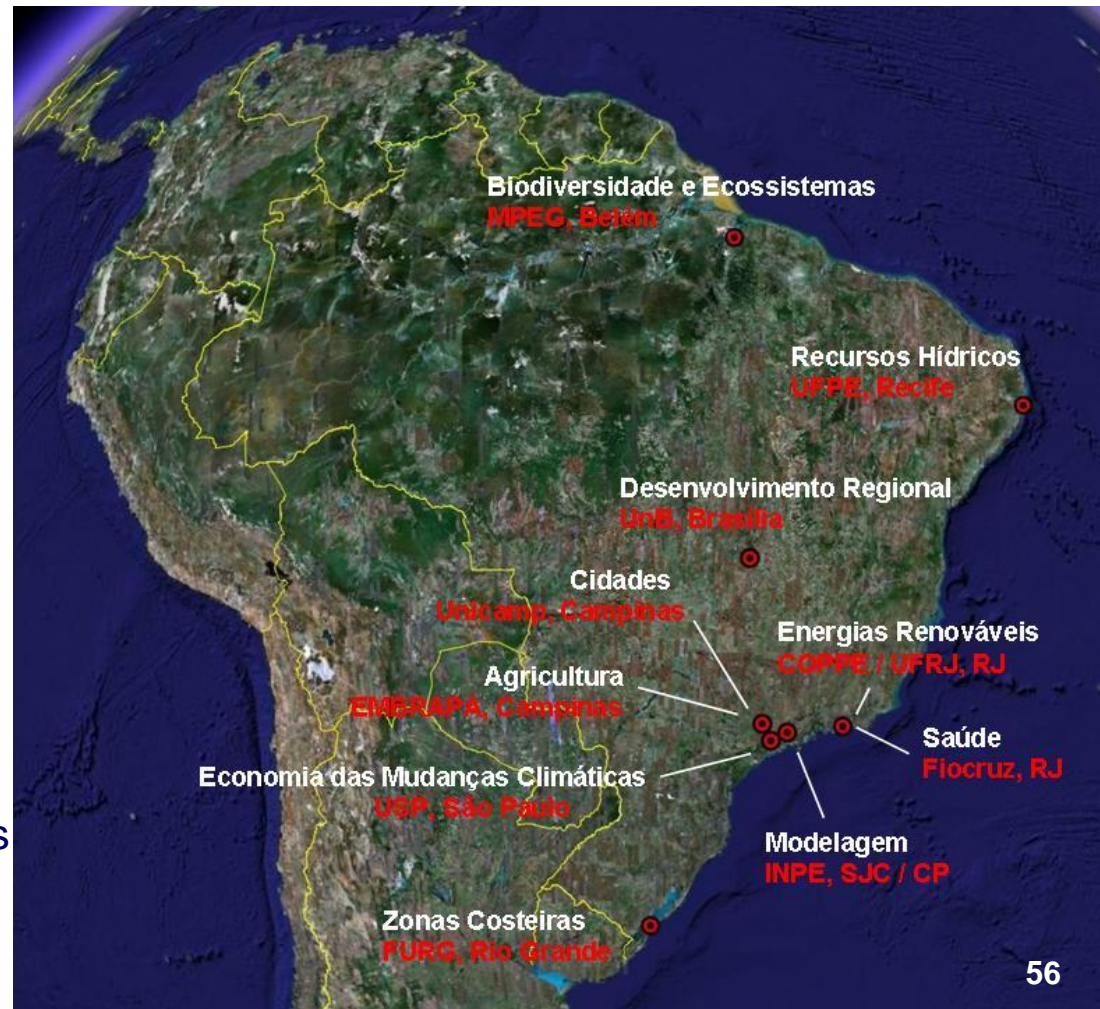 Biodiversidade e Ecossistemas
MPEG, Belém
Recursos Hídricos
UFPE, Recife
Desenvolvimento Regional
UnB, Brasília
Cidades
Unicamp, Campinas
Energias Renováveis
COPPE / UFRJ, RJ
Agricultura
EMBRAPA, Campinas
Saúde
Fiocruz, RJ
Economia das Mudanças Climáticas
USP, São Paulo
s
Modelagem
INPE, SJC / CP
Zonas Costeiras
FURG, Rio Grande
56